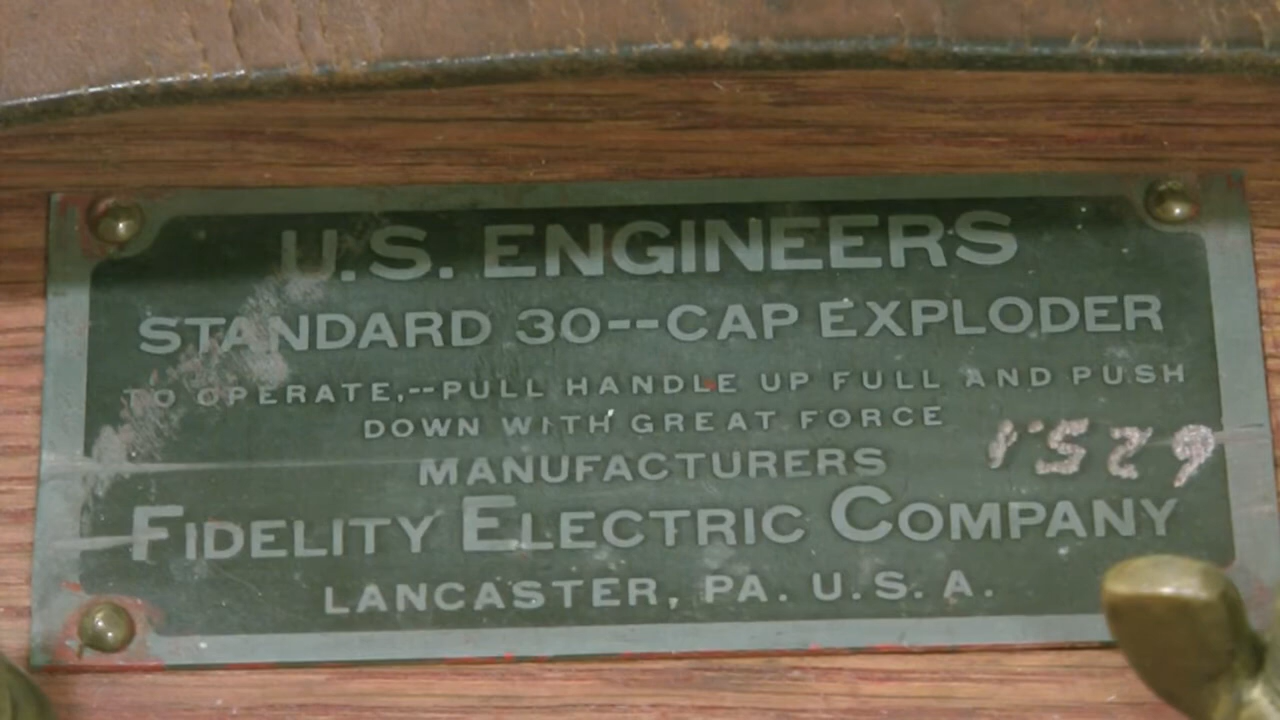 U.S. ENGINEERS
STANDARD 30--CAP EXPLODER
TO OPERATE,--PULL HANDLE UP FULL AND PUSH
DOWN WITH GREAT FORCE
MANUFACTURERS
FIDELITY ELECTRIC COMPANY
LANCASTER, PA. U.S.A.